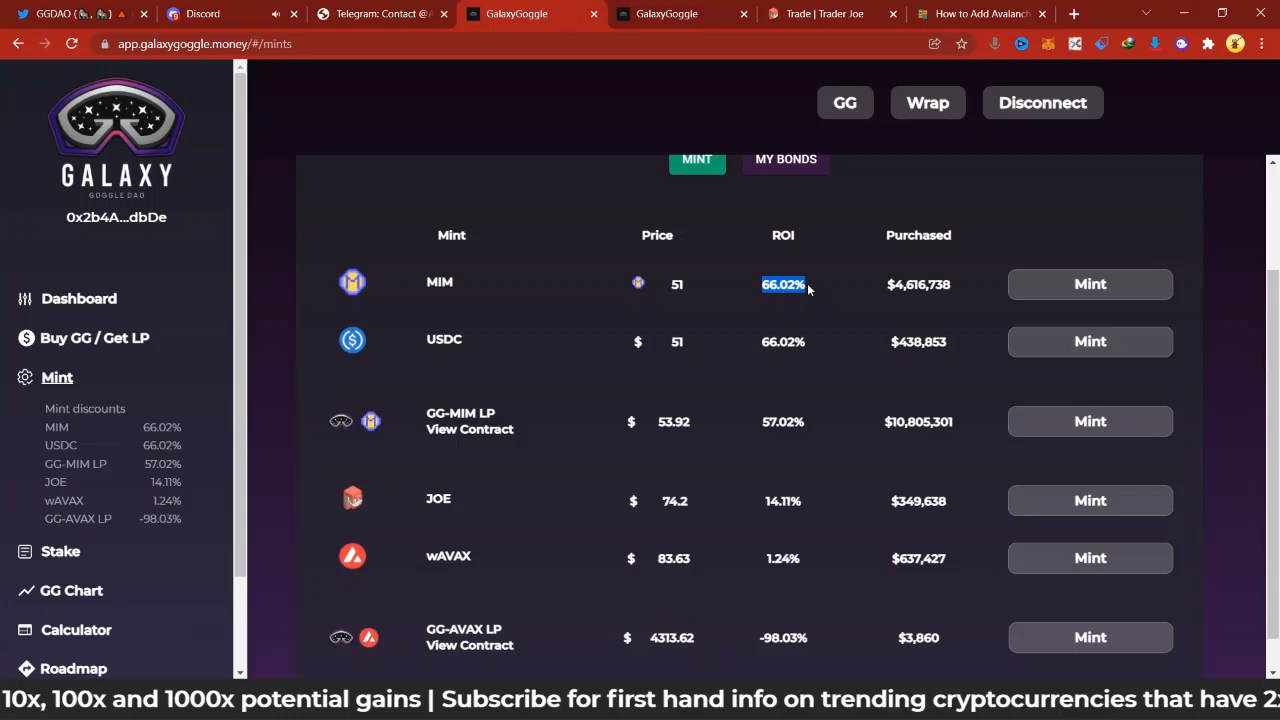 GGDAO (🦙, 🦙) 🔺
Discord
Telegram: Contact @A
GalaxyGoggle
GalaxyGoggle
Trade | Trader Joe
How to Add Avalanch
app.galaxygoggle.money/#/mints
GALAXY
GOGGLE DAO
0x2b4A...dbDe
Dashboard
Buy GG / Get LP
Mint
Mint discounts
MIM 66.02%
USDC 66.02%
GG-MIM LP 57.02%
JOE 14.11%
wAVAX 1.24%
GG-AVAX LP -98.03%
Stake
GG Chart
Calculator
Roadmap
GG Wrap Disconnect
MINT MY BONDS
Mint Price ROI Purchased
MIM 51 66.02% $4,616,738 Mint
USDC $ 51 66.02% $438,853 Mint
GG-MIM LP
View Contract $ 53.92 57.02% $10,805,301 Mint
JOE $ 74.2 14.11% $349,638 Mint
wAVAX $ 83.63 1.24% $637,427 Mint
GG-AVAX LP
View Contract $ 4313.62 -98.03% $3,860 Mint
10x, 100x and 1000x potential gains | Subscribe for first hand info on trending cryptocurrencies that have 2